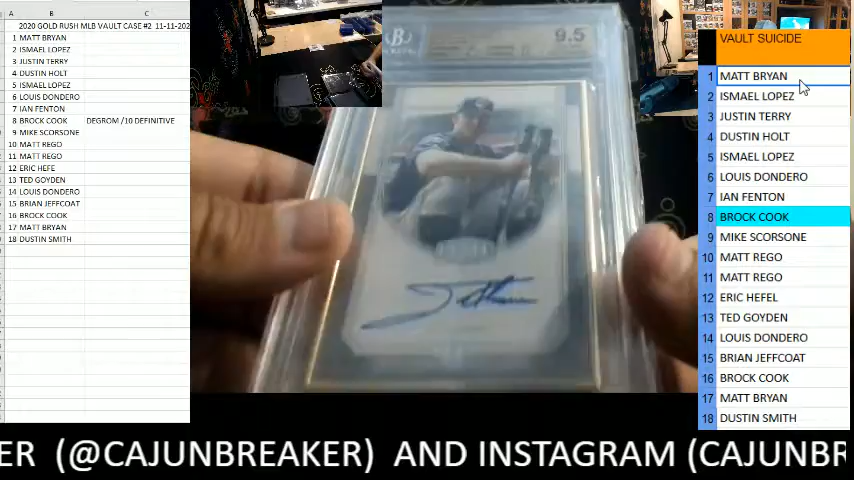 A B C
2020 GOLD RUSH MLB VAULT CASE #2 11-11-202
1 MATT BRYAN
2 ISMAEL LOPEZ
3 JUSTIN TERRY
4 DUSTIN HOLT
5 ISMAEL LOPEZ
6 LOUIS DONDERO
7 IAN FENTON
8 BROCK COOK DEGROM /10 DEFINITIVE
9 MIKE SCORSONE
10 MATT REGO
11 MATT REGO
12 ERIC HEFE
13 TED GOYDEN
14 LOUIS DONDERO
15 BRIAN JEFFCOAT
16 BROCK COOK
17 MATT BRYAN
18 DUSTIN SMITH
9.5
VAULT SUICIDE
1 MATT BRYAN
2 ISMAEL LOPEZ
3 JUSTIN TERRY
4 DUSTIN HOLT
5 ISMAEL LOPEZ
6 LOUIS DONDERO
7 IAN FENTON
8 BROCK COOK
9 MIKE SCORSONE
10 MATT REGO
11 MATT REGO
12 ERIC HEFEL
13 TED GOYDEN
14 LOUIS DONDERO
15 BRIAN JEFFCOAT
16 BROCK COOK
17 MATT BRYAN
18 DUSTIN SMITH
ER (@CAJUNBREAKER) AND INSTAGRAM (CAJUNBR